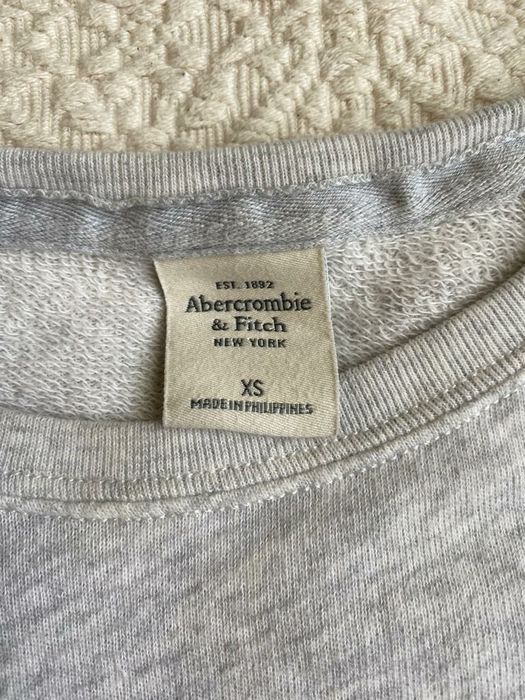 EST. 1892
Abercrombie
& Fitch
NEW YORK
XS
MADE IN PHILIPPINES